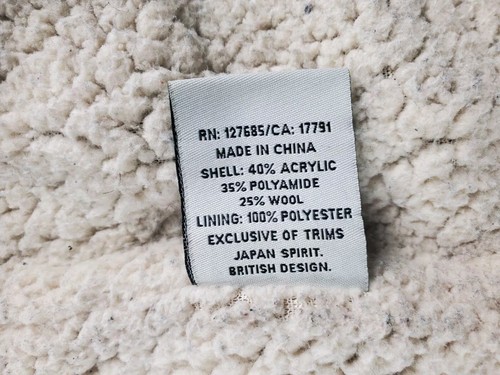 RN: 127685/CA: 17791
MADE IN CHINA
SHELL: 40% ACRYLIC
35% POLYAMIDE
25% WOOL
LINING: 100% POLYESTER
EXCLUSIVE OF TRIMS
JAPAN SPIRIT.
BRITISH DESIGN.